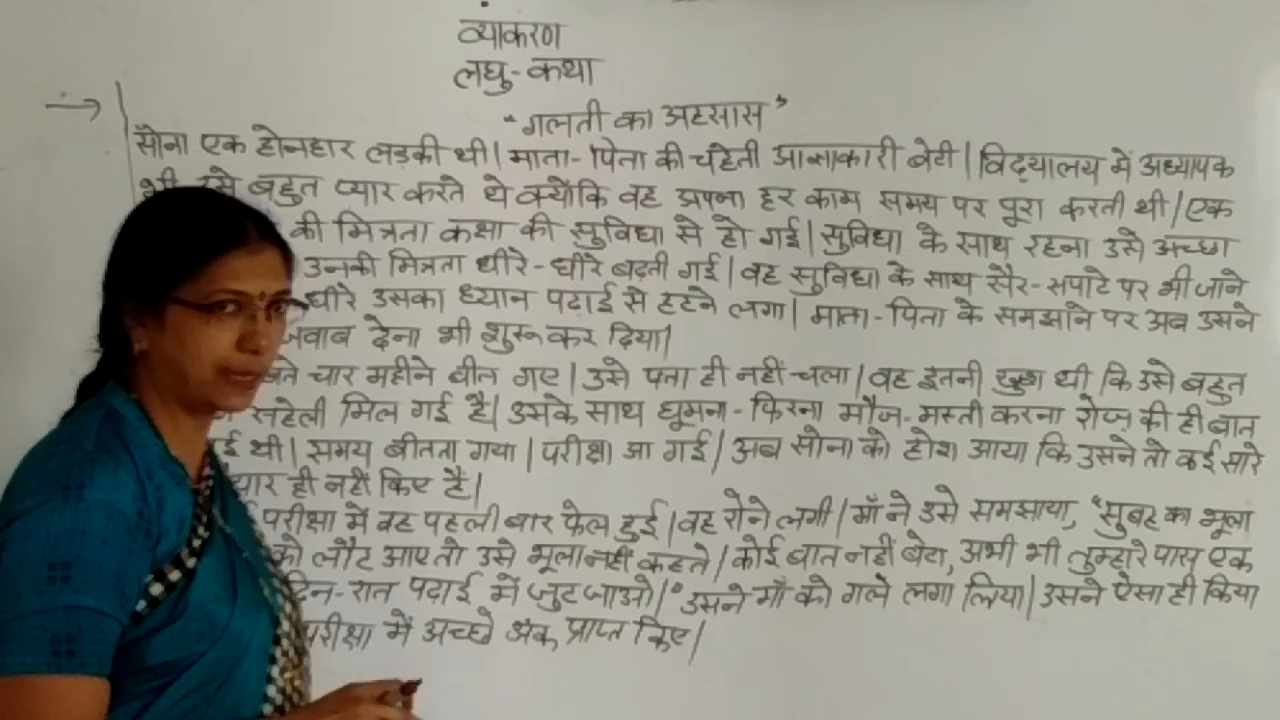 व्याकरण
लघु-कथा
"गलती का अहसास"
सोना एक होनहार लड़की थी। माता-पिता की चहेती आज्ञाकारी बेटी। विद्यालय में अध्यापक
भी उसे बहुत प्यार करते थे क्योंकि वह अपना हर काम समय पर पूरा करती थी। एक
की मित्रता कक्षा की सुविधा से हो गई। सुविधा के साथ रहना उसे अच्छा
उनकी मित्रता धीरे-धीरे बढ़ती गई। वह सुविधा के साथ सैर-सपाटे पर भी जाने
धीरे उसका ध्यान पढ़ाई से हटने लगा। माता-पिता के समझाने पर अब उसने
जवाब देना भी शुरू कर दिया।
चार महीने बीत गए। उसे पता ही नहीं चला। वह इतनी खुश थी कि उसे बहुत
सहेली मिल गई है। उसके साथ घूमना-फिरना मौज-मस्ती करना रोज़ की ही बात
थी। समय बीतता गया। परीक्षा आ गई। अब सोना को होश आया कि उसने तो कई सारे
ही नहीं किए है।
परीक्षा में वह पहली बार फेल हुई। वह रोने लगी। माँ ने उसे समझाया, "सुबह का भूला
को लौट आए तो उसे भूला नहीं कहते। कोई बात नहीं बेटा, अभी भी तुम्हारे पास एक
दिन-रात पढ़ाई में जुट जाओ।" उसने माँ को गले लगा लिया। उसने ऐसा ही किया
परीक्षा में अच्छे अंक प्राप्त किए।